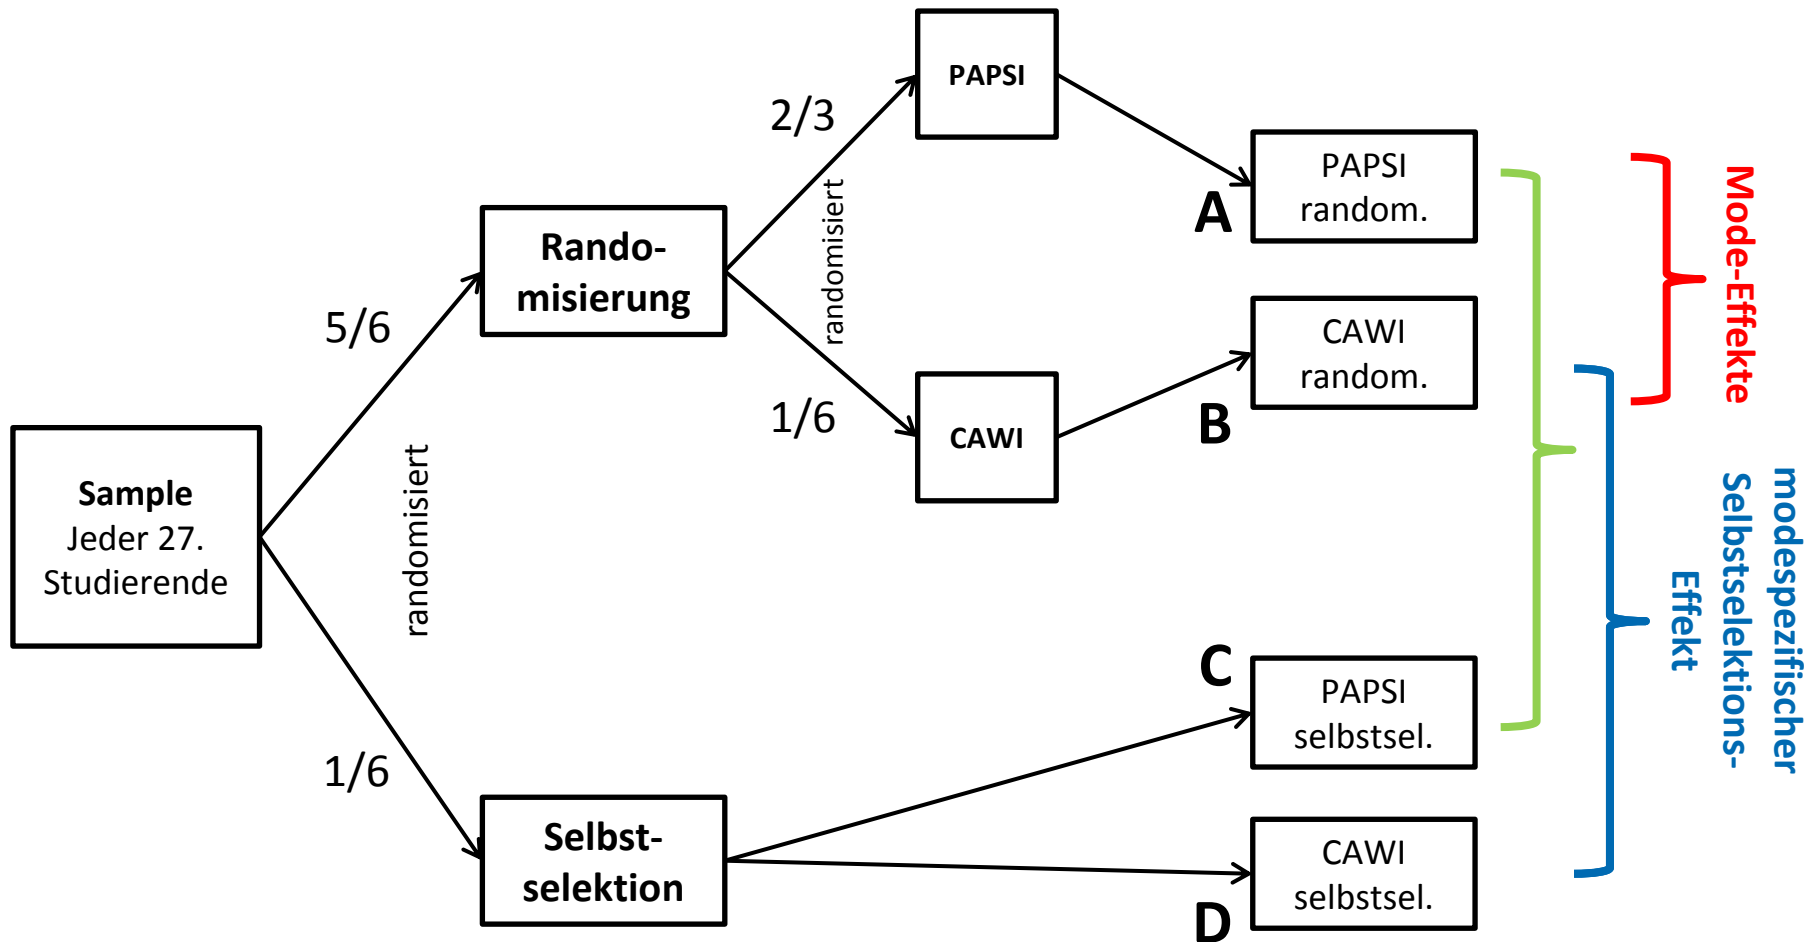 Sample
Jeder 27.
Studierende
5/6
randomisiert
1/6
Rando-
misierung
Selbst-
selektion
2/3
randomisiert
1/6
PAPSI
CAWI
A
PAPSI
random.
B
CAWI
random.
C
PAPSI
selbstsel.
D
CAWI
selbstsel.
Mode-Effekte
modespezifischer
Selbstselektions-
Effekt